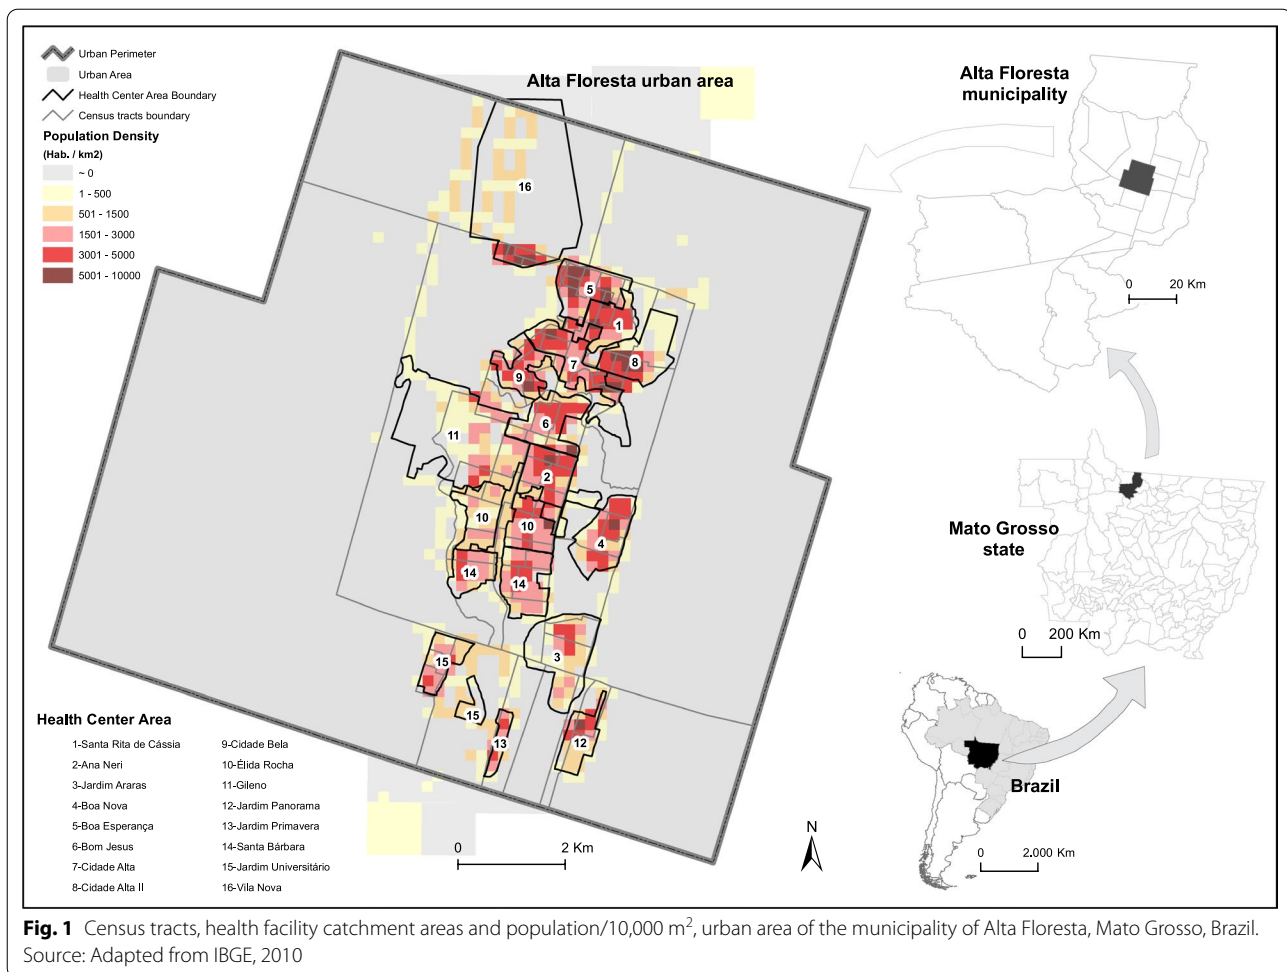 Urban Perimeter
Urban Area
Health Center Area Boundary
Census tracts boundary
Population Density
(Hab. / km2)
~ 0
1 - 500
501 - 1500
1501 - 3000
3001 - 5000
5001 - 10000
Alta Floresta urban area
16
5
1
7
8
9
6
11
2
10
10
4
14
14
3
15
15
13
12
0 2 Km
N
Alta Floresta
municipality
0 20 Km
Mato Grosso
state
0 200 Km
Brazil
0 2.000 Km
Health Center Area
1-Santa Rita de Cássia
2-Ana Neri
3-Jardim Araras
4-Boa Nova
5-Boa Esperança
6-Bom Jesus
7-Cidade Alta
8-Cidade Alta II
9-Cidade Bela
10-Élida Rocha
11-Gileno
12-Jardim Panorama
13-Jardim Primavera
14-Santa Bárbara
15-Jardim Universitário
16-Vila Nova
Fig. 1 Census tracts, health facility catchment areas and population/10,000 m², urban area of the municipality of Alta Floresta, Mato Grosso, Brazil.
Source: Adapted from IBGE, 2010